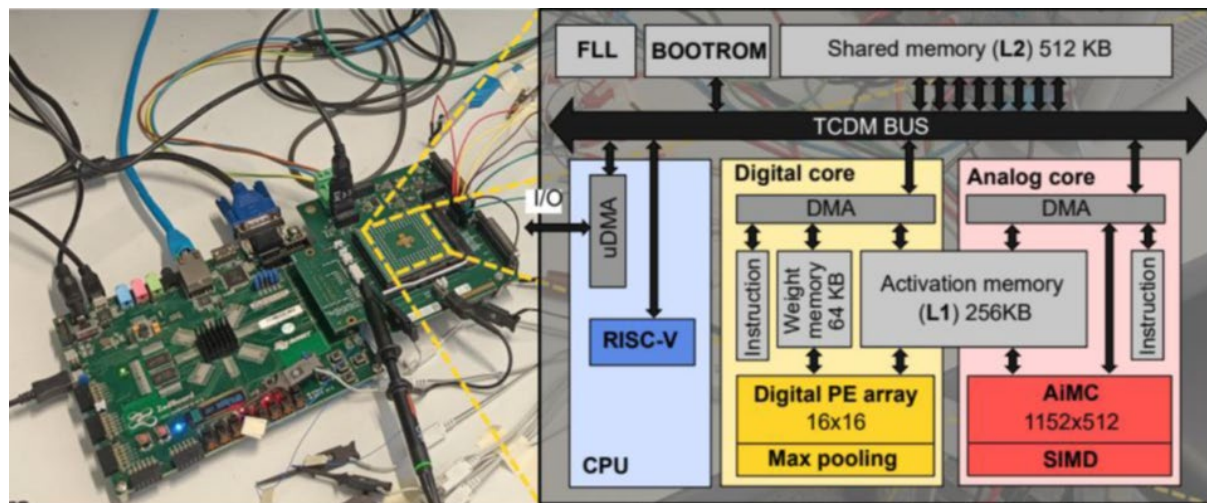 FLL
BOOTROM
Shared memory (L2) 512 KB
TCDM BUS
I/O
uDMA
RISC-V
CPU
Digital core
DMA
Instruction
Weight
memory
64 KB
Activation memory
(L1) 256KB
Digital PE array
16x16
Max pooling
Analog core
DMA
Instruction
AiMC
1152x512
SIMD